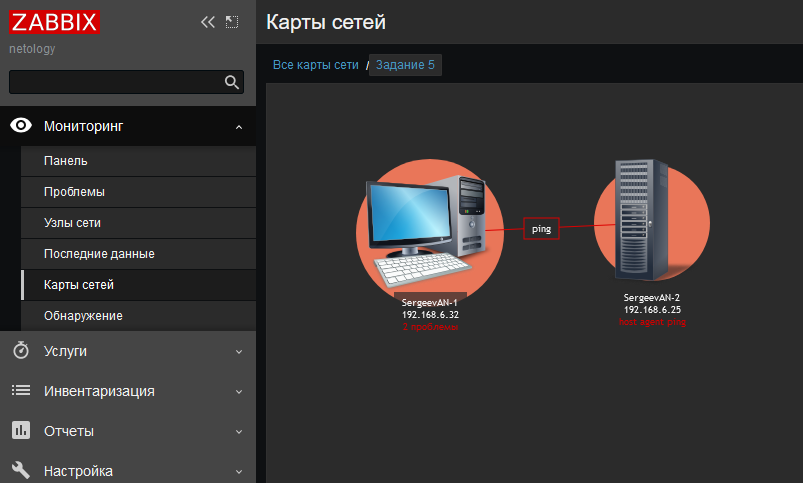 ZABBIX
netology
Мониторинг
Панель
Проблемы
Узлы сети
Последние данные
Карты сетей
Обнаружение
Услуги
Инвентаризация
Отчеты
Настройка
Карты сетей
Все карты сети / Задание 5
ping
SergeevAN-1
192.168.6.32
2 проблемы
SergeevAN-2
192.168.6.25
host agent ping